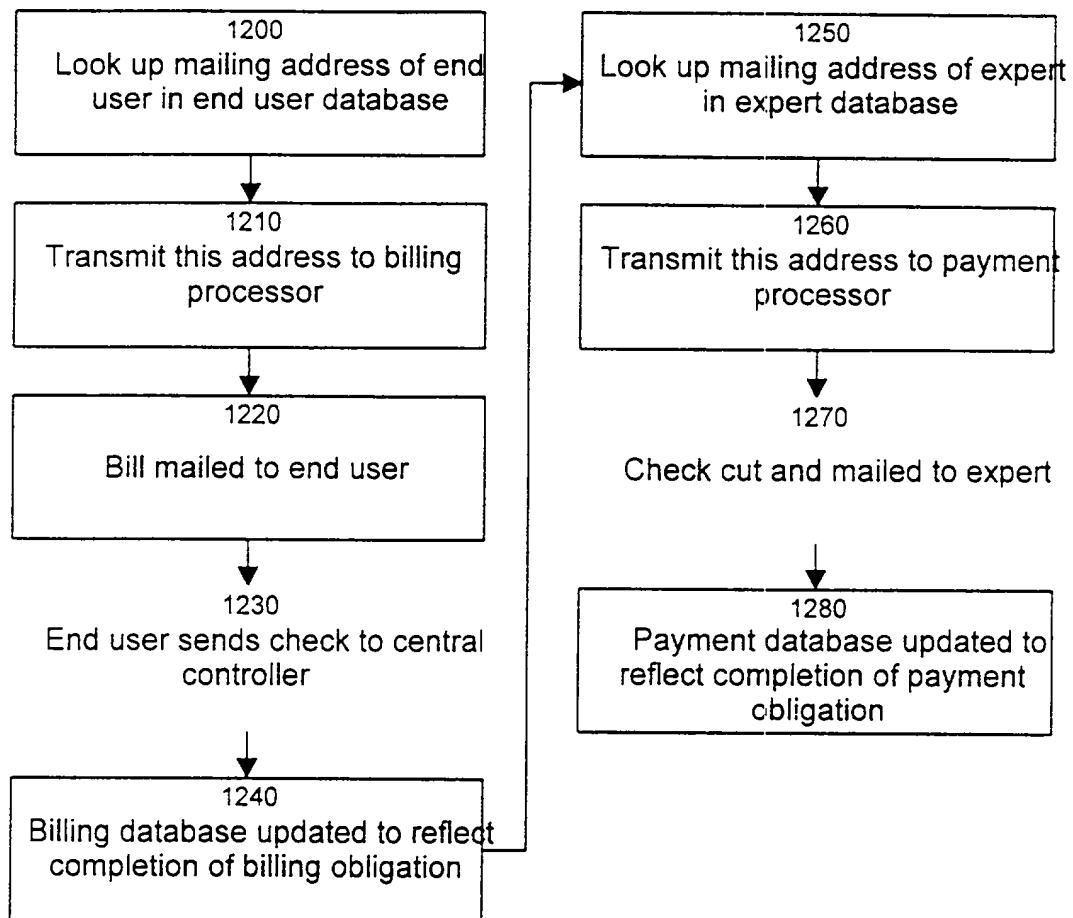 1200
Look up mailing address of end
user in end user database
1210
Transmit this address to billing
processor
1220
Bill mailed to end user
1230
End user sends check to central
controller
1240
Billing database updated to reflect
completion of billing obligation
1250
Look up mailing address of expert
in expert database
1260
Transmit this address to payment
processor
1270
Check cut and mailed to expert
1280
Payment database updated to
reflect completion of payment
obligation